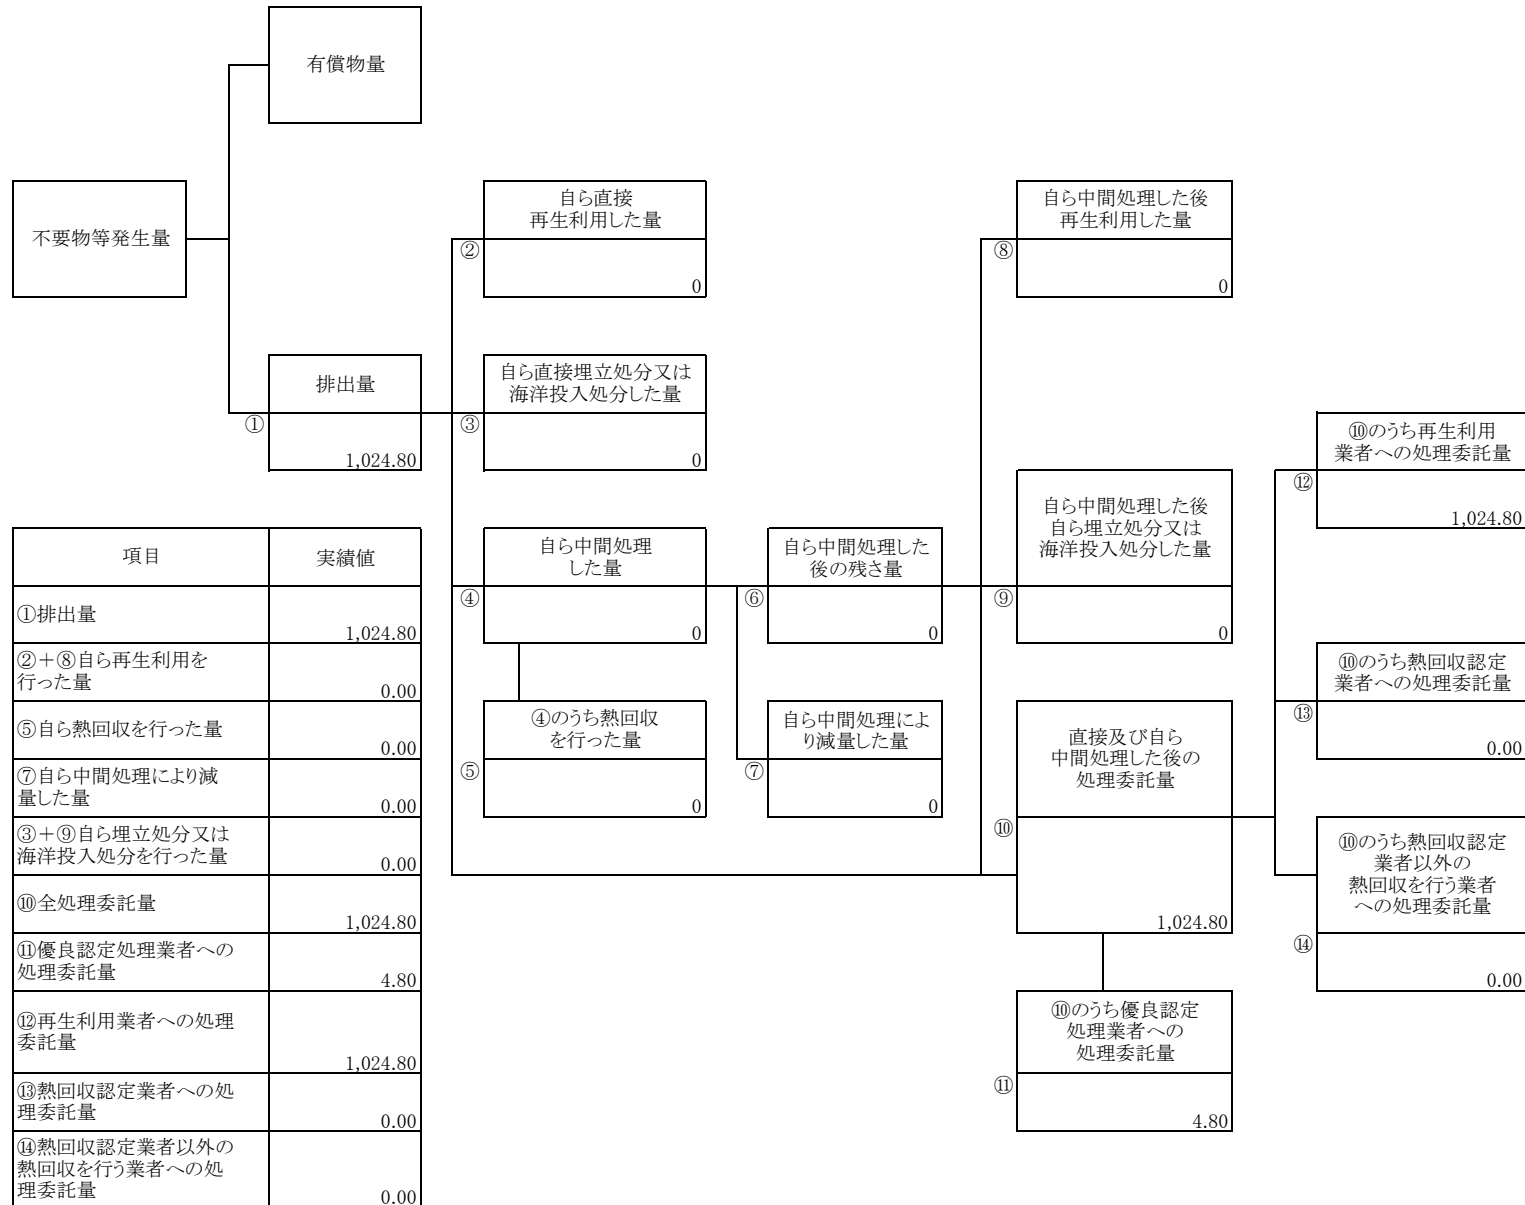 有償物量
不要物等発生量
自ら直接
再生利用した量
②
0
自ら中間処理した後
再生利用した量
⑧
0
排出量
①
1,024.80
自ら直接埋立処分又は
海洋投入処分した量
③
0
⑩のうち再生利用
業者への処理委託量
⑫
1,024.80
自ら中間処理
した量
④
0
自ら中間処理した
後の残さ量
⑥
0
自ら中間処理した後
自ら埋立処分又は
海洋投入処分した量
⑨
0
⑩のうち熱回収認定
業者への処理委託量
⑬
0.00
④のうち熱回収
を行った量
⑤
0
自ら中間処理によ
り減量した量
⑦
0
直接及び自ら
中間処理した後の
処理委託量
⑩
1,024.80
⑩のうち熱回収認定
業者以外の
熱回収を行う業者
への処理委託量
⑭
0.00
⑩のうち優良認定
処理業者への
処理委託量
⑪
4.80
項目 実績値
①排出量
1,024.80
②+⑧自ら再生利用を
行った量
0.00
⑤自ら熱回収を行った量
0.00
⑦自ら中間処理により減
量した量
0.00
③+⑨自ら埋立処分又は
海洋投入処分を行った量
0.00
⑩全処理委託量
1,024.80
⑪優良認定処理業者への
処理委託量
4.80
⑫再生利用業者への処理
委託量
1,024.80
⑬熱回収認定業者への処
理委託量
0.00
⑭熱回収認定業者以外の
熱回収を行う業者への処
理委託量
0.00